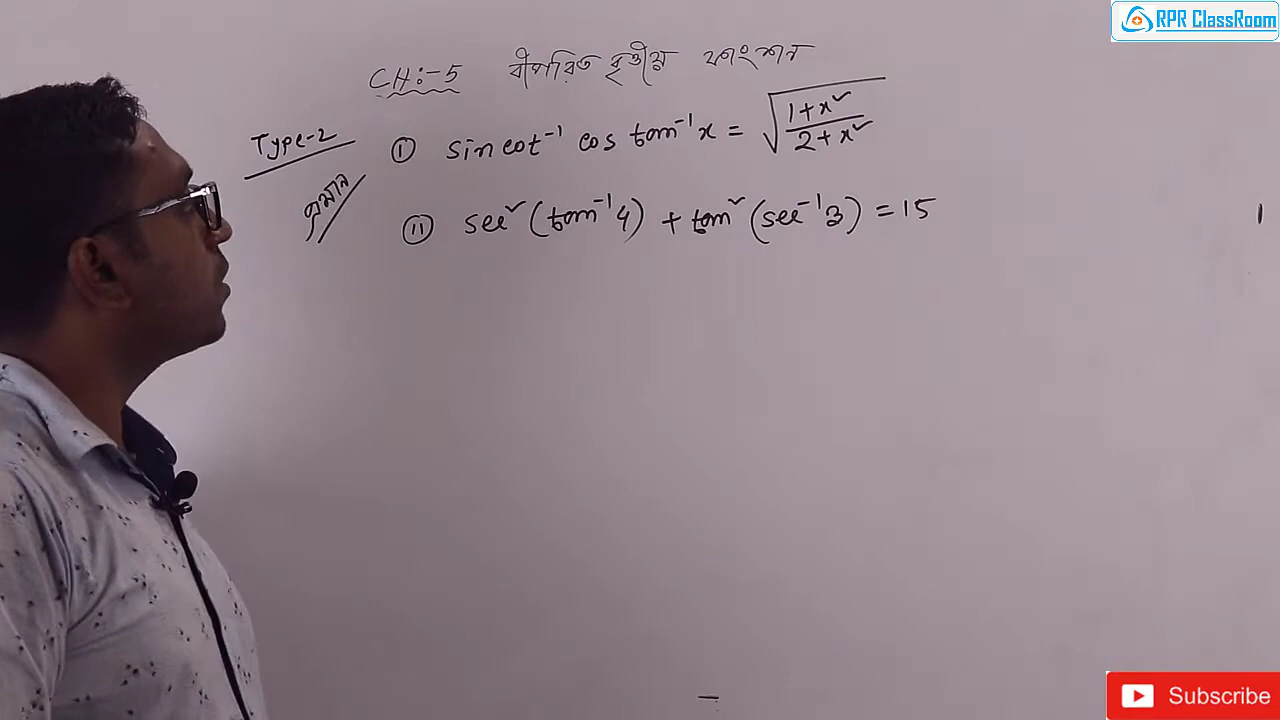 RPR ClassRoom
CH:-5 বীপরিত বৃত্তীয় ফাংশন
Type-2
প্রমান
(i) sin cot⁻¹ cos tan⁻¹x = √((1+x²)/(2+x²))
(ii) sec²(tan⁻¹4) + tan²(sec⁻¹3) = 15
Subscribe